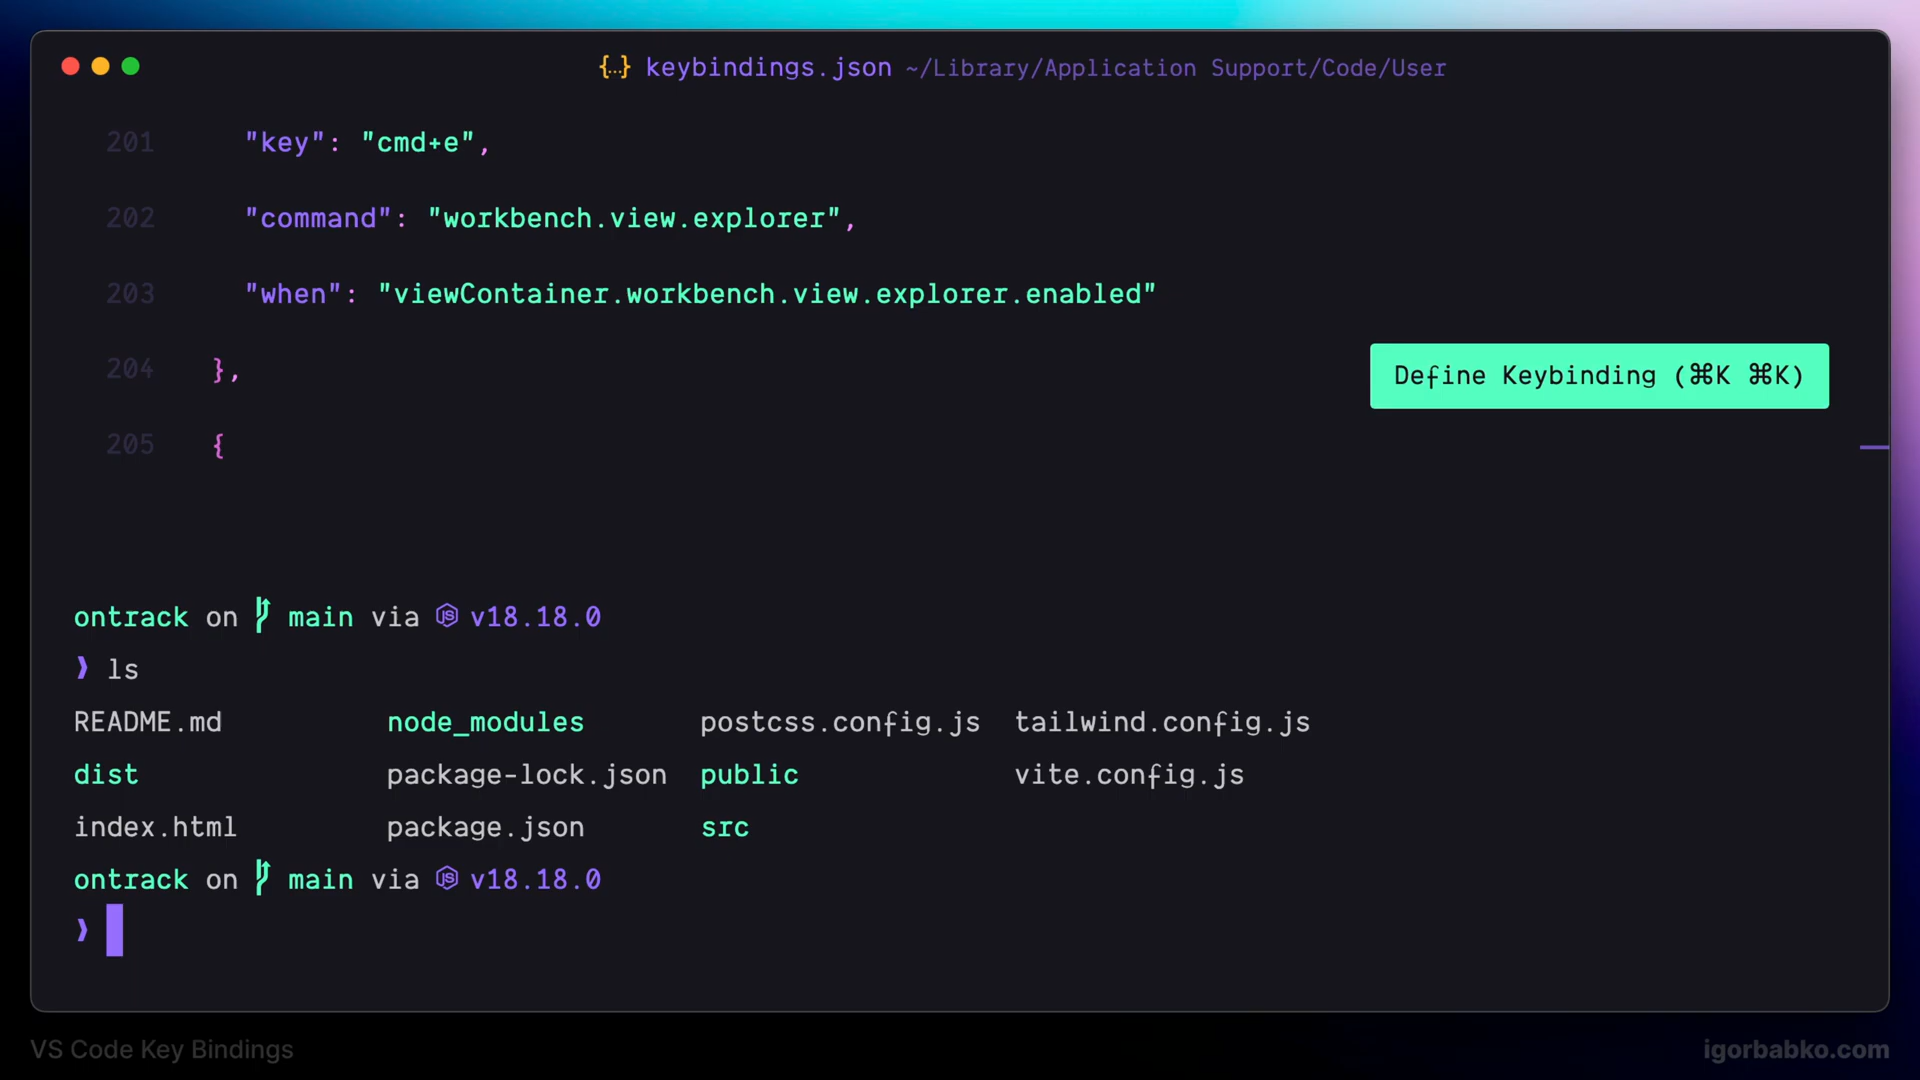 {…} keybindings.json ~/Library/Application Support/Code/User
201 "key": "cmd+e",
202 "command": "workbench.view.explorer",
203 "when": "viewContainer.workbench.view.explorer.enabled"
204 },
Define Keybinding (⌘K ⌘K)
205 {
ontrack on main via JS v18.18.0
❯ ls
README.md node_modules postcss.config.js tailwind.config.js
dist package-lock.json public vite.config.js
index.html package.json src
ontrack on main via JS v18.18.0
❯
VS Code Key Bindings
igorbabko.com